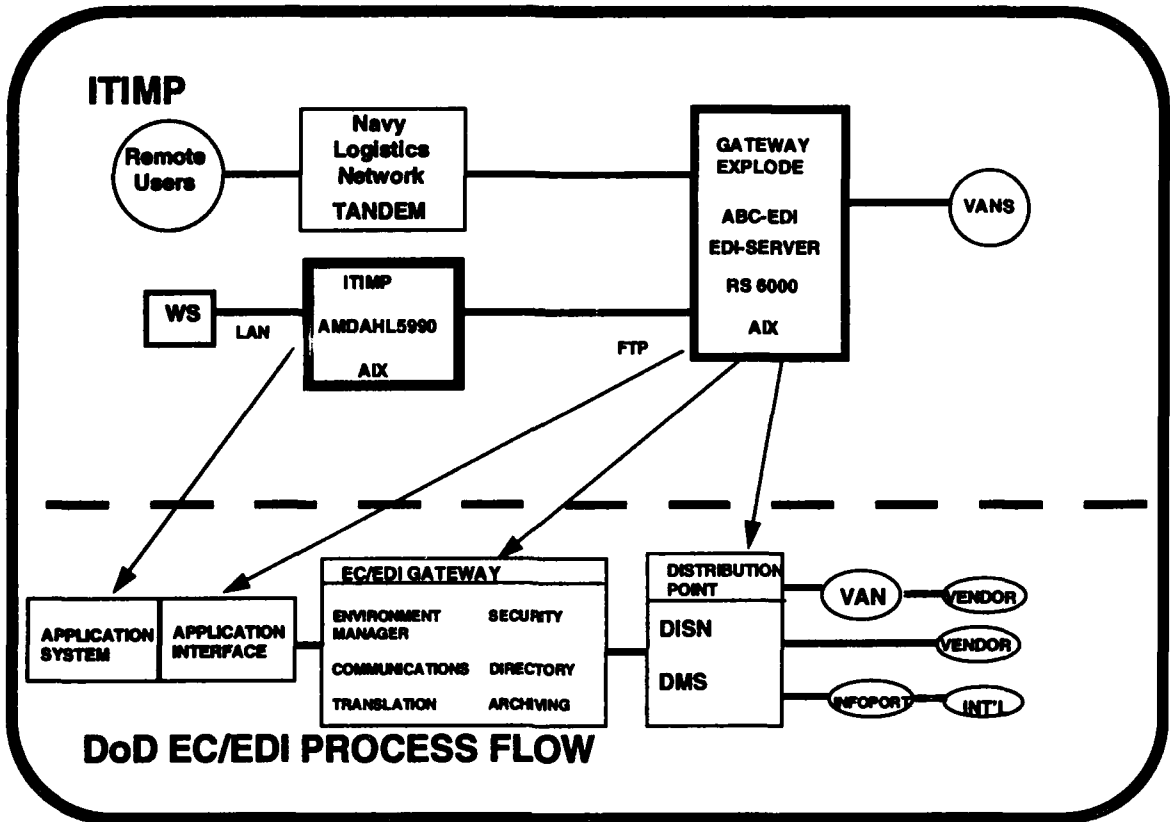 ITIMP
Remote
Users
Navy
Logistics
Network
TANDEM
GATEWAY
EXPLODE
ABC-EDI
EDI-SERVER
RS 6000
AIX
VANS
WS
LAN
ITIMP
AMDAHL5990
AIX
FTP
APPLICATION
SYSTEM
APPLICATION
INTERFACE
EC/EDI GATEWAY
ENVIRONMENT
MANAGER
SECURITY
COMMUNICATIONS
DIRECTORY
TRANSLATION
ARCHIVING
DISTRIBUTION
POINT
DISN
DMS
VAN
VENDOR
VENDOR
INFOPORT
INT'L
DoD EC/EDI PROCESS FLOW